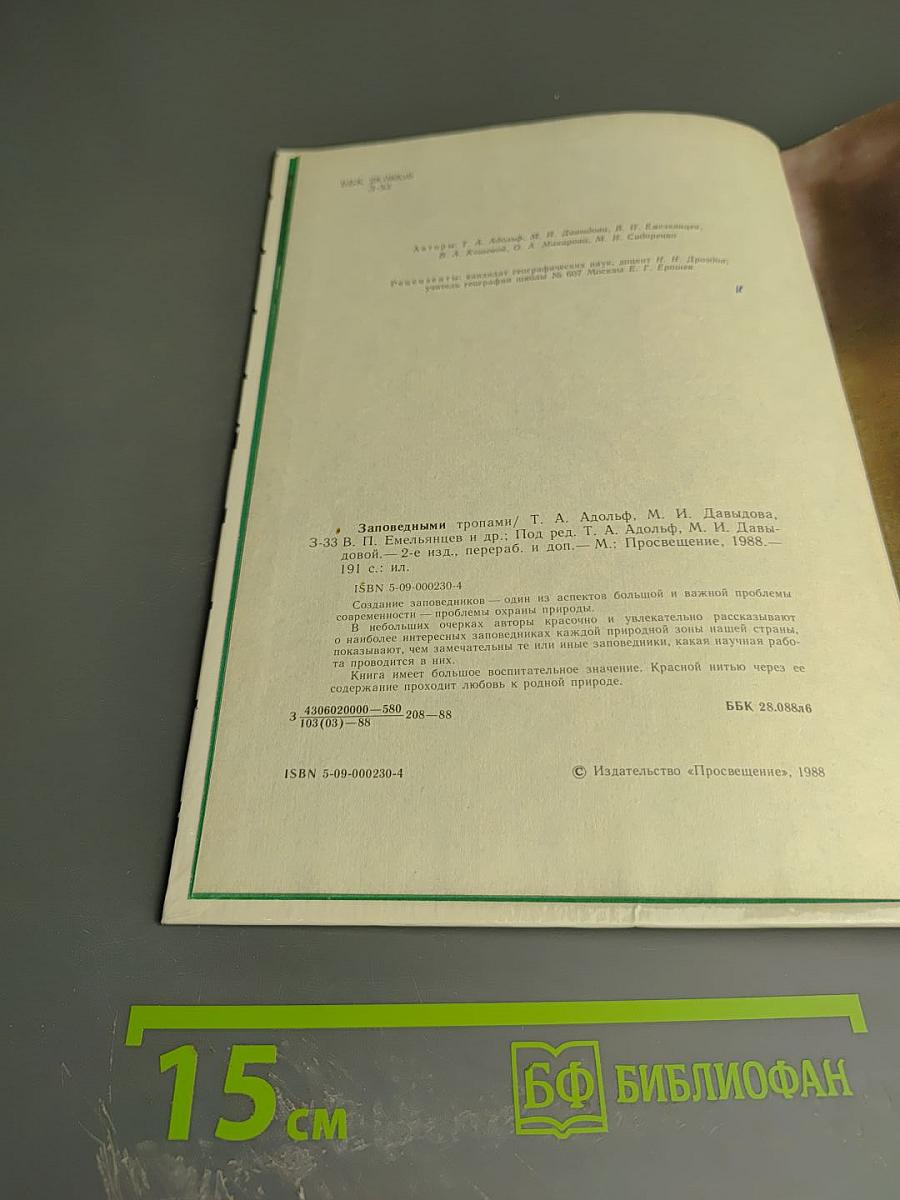 ББК 28.088л6
З-33
Авторы: Т. А. Адольф, М. И. Давыдова, В. П. Емельянцев,
В. А. Кошевой, О. А. Макарова, М. И. Сидоренко
Рецензенты: кандидат географических наук, доцент Н. Н. Дроздов;
учитель географии школы № 607 Москвы Е. Г.
Заповедными тропами/ Т. А. Адольф, М. И. Давыдова,
З-33 В. П. Емельянцев и др.; Под ред. Т. А. Адольф, М. И. Давы-
довой.— 2-е изд., перераб. и доп.— М.: Просвещение, 1988.—
191 с.: ил.
ISBN 5-09-000230-4
Создание заповедников — один из аспектов большой и важной проблемы
современности — проблемы охраны природы.
В небольших очерках авторы красочно и увлекательно рассказывают
о наиболее интересных заповедниках каждой природной зоны нашей страны,
показывают, чем замечательны те или иные заповедники, какая научная рабо-
та проводится в них.
Книга имеет большое воспитательное значение. Красной нитью через ее
содержание проходит любовь к родной природе.
З 4306020000—580
103(03)—88 208—88
ББК 28.088л6
ISBN 5-09-000230-4
© Издательство «Просвещение», 1988
15 см
БФ БИБЛИОФАН